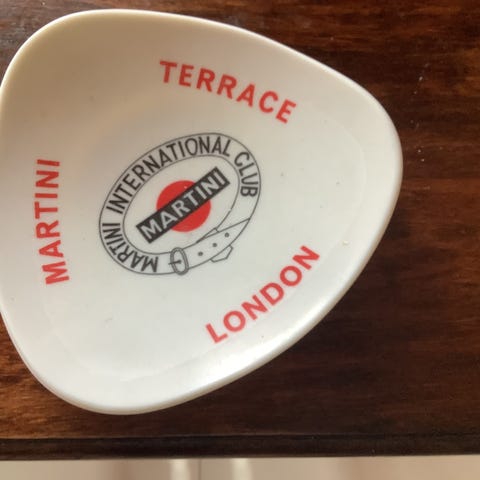 MARTINI
TERRACE
LONDON
MARTINI INTERNATIONAL CLUB
MARTINI